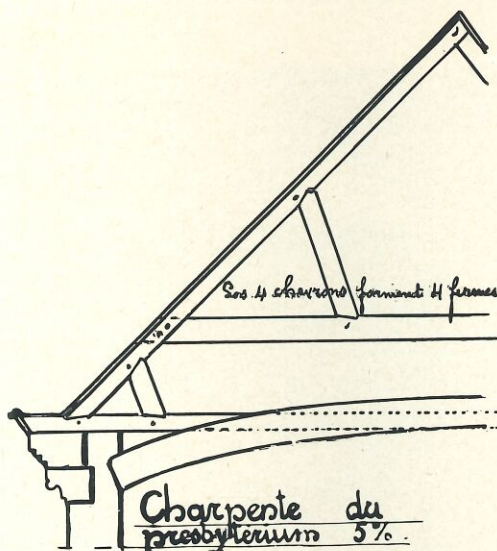 Les 4 chevrons forment 4 fermes
Charpente du
presbyterium 5%.